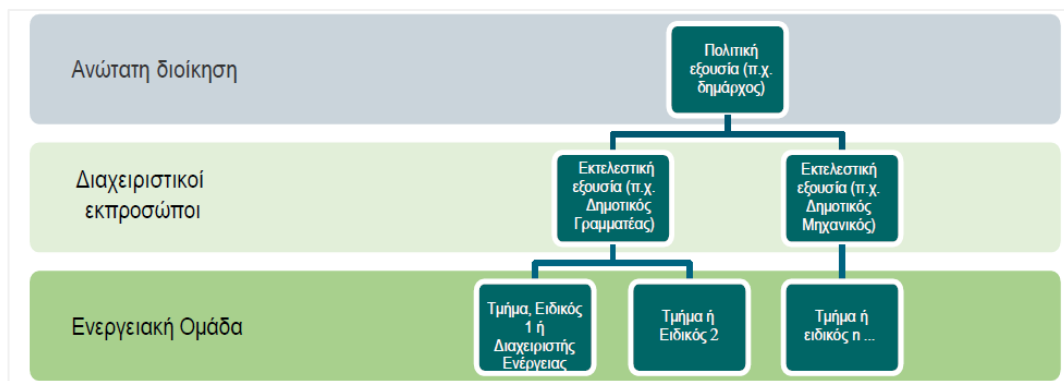 Ανώτατη διοίκηση
Πολιτική
εξουσία (π.χ.
δημάρχος)
Διαχειριστικοί
εκπροσώποι
Εκτελεστική
εξουσία (π.χ.
Δημοτικός
Γραμματέας)
Εκτελεστική
εξουσία (π.χ.
Δημοτικός
Μηχανικός)
Ενεργειακή Ομάδα
Τμήμα, Ειδικός
1 ή
Διαχειριστής
Ενέργειας
Τμήμα ή
Ειδικός 2
Τμήμα ή
ειδικός n ...